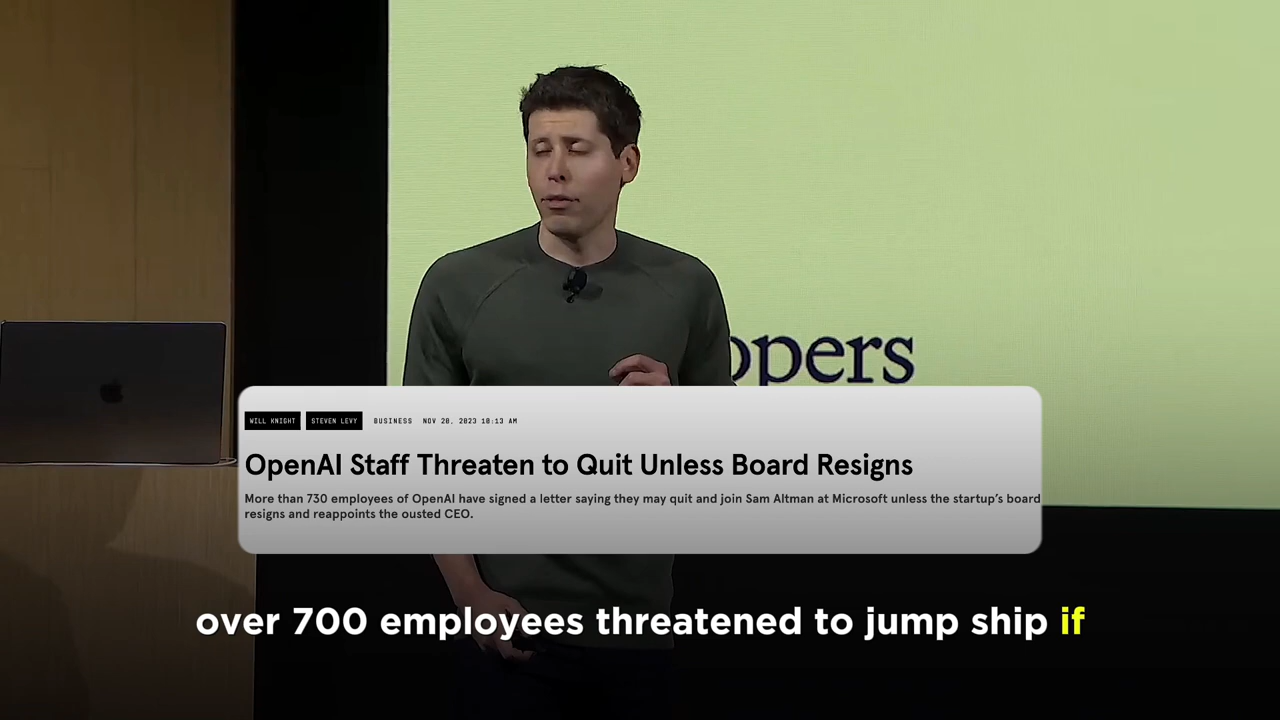 opers
WILL KNIGHT STEVEN LEVY BUSINESS NOV 20, 2023 10:13 AM
OpenAI Staff Threaten to Quit Unless Board Resigns
More than 730 employees of OpenAI have signed a letter saying they may quit and join Sam Altman at Microsoft unless the startup’s board
resigns and reappoints the ousted CEO.
over 700 employees threatened to jump ship if